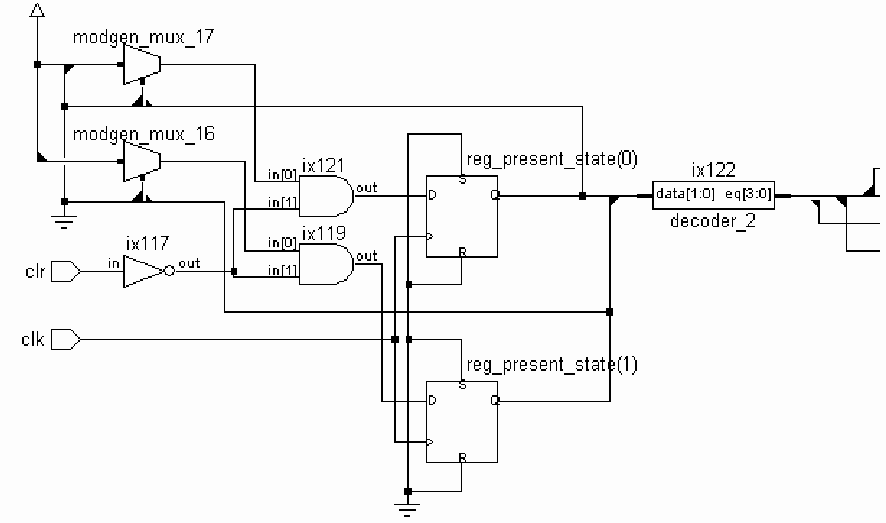 modgen_mux_17
modgen_mux_16
ix121
in[0]
in[1]
out
reg_present_state(0)
S
D
Q
R
ix122
data[1:0] eq[3:0]
decoder_2
ix119
in[0]
in[1]
out
ix117
clr
in
out
clk
reg_present_state(1)
S
D
Q
R